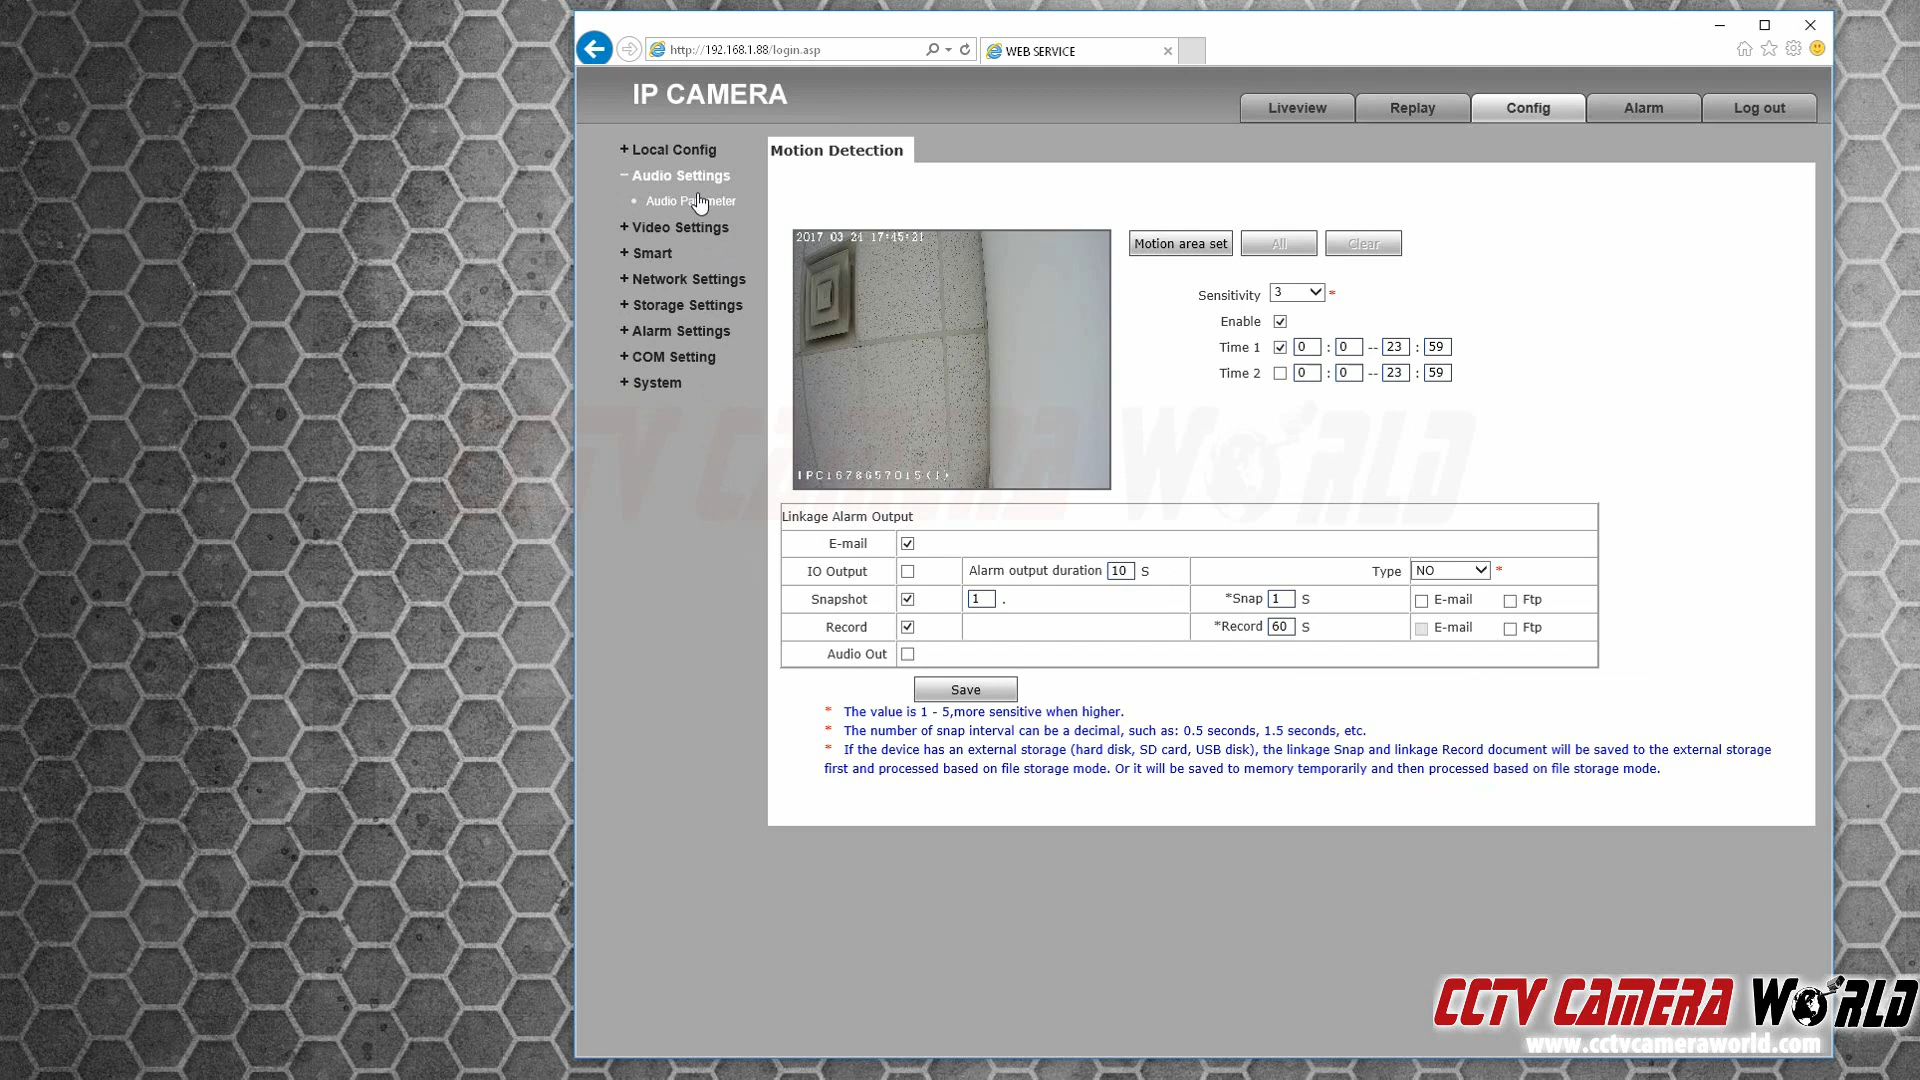 http://192.168.1.88/login.asp
WEB SERVICE
IP CAMERA
Liveview
Replay
Config
Alarm
Log out
+ Local Config
− Audio Settings
• Audio Parameter
+ Video Settings
+ Smart
+ Network Settings
+ Storage Settings
+ Alarm Settings
+ COM Setting
+ System
Motion Detection
2017 03 24 17:45:21
IPC1678657015(1)
Motion area set
All
Clear
Sensitivity 3 *
Enable
Time 1 0 : 0 -- 23 : 59
Time 2 0 : 0 -- 23 : 59
CCTV CAMERA WORLD
Linkage Alarm Output
E-mail
IO Output Alarm output duration 10 S Type NO *
Snapshot 1 . *Snap 1 S E-mail Ftp
Record *Record 60 S E-mail Ftp
Audio Out
Save
* The value is 1 - 5,more sensitive when higher.
* The number of snap interval can be a decimal, such as: 0.5 seconds, 1.5 seconds, etc.
* If the device has an external storage (hard disk, SD card, USB disk), the linkage Snap and linkage Record document will be saved to the external storage
first and processed based on file storage mode. Or it will be saved to memory temporarily and then processed based on file storage mode.
CCTV CAMERA WORLD
www.cctvcameraworld.com